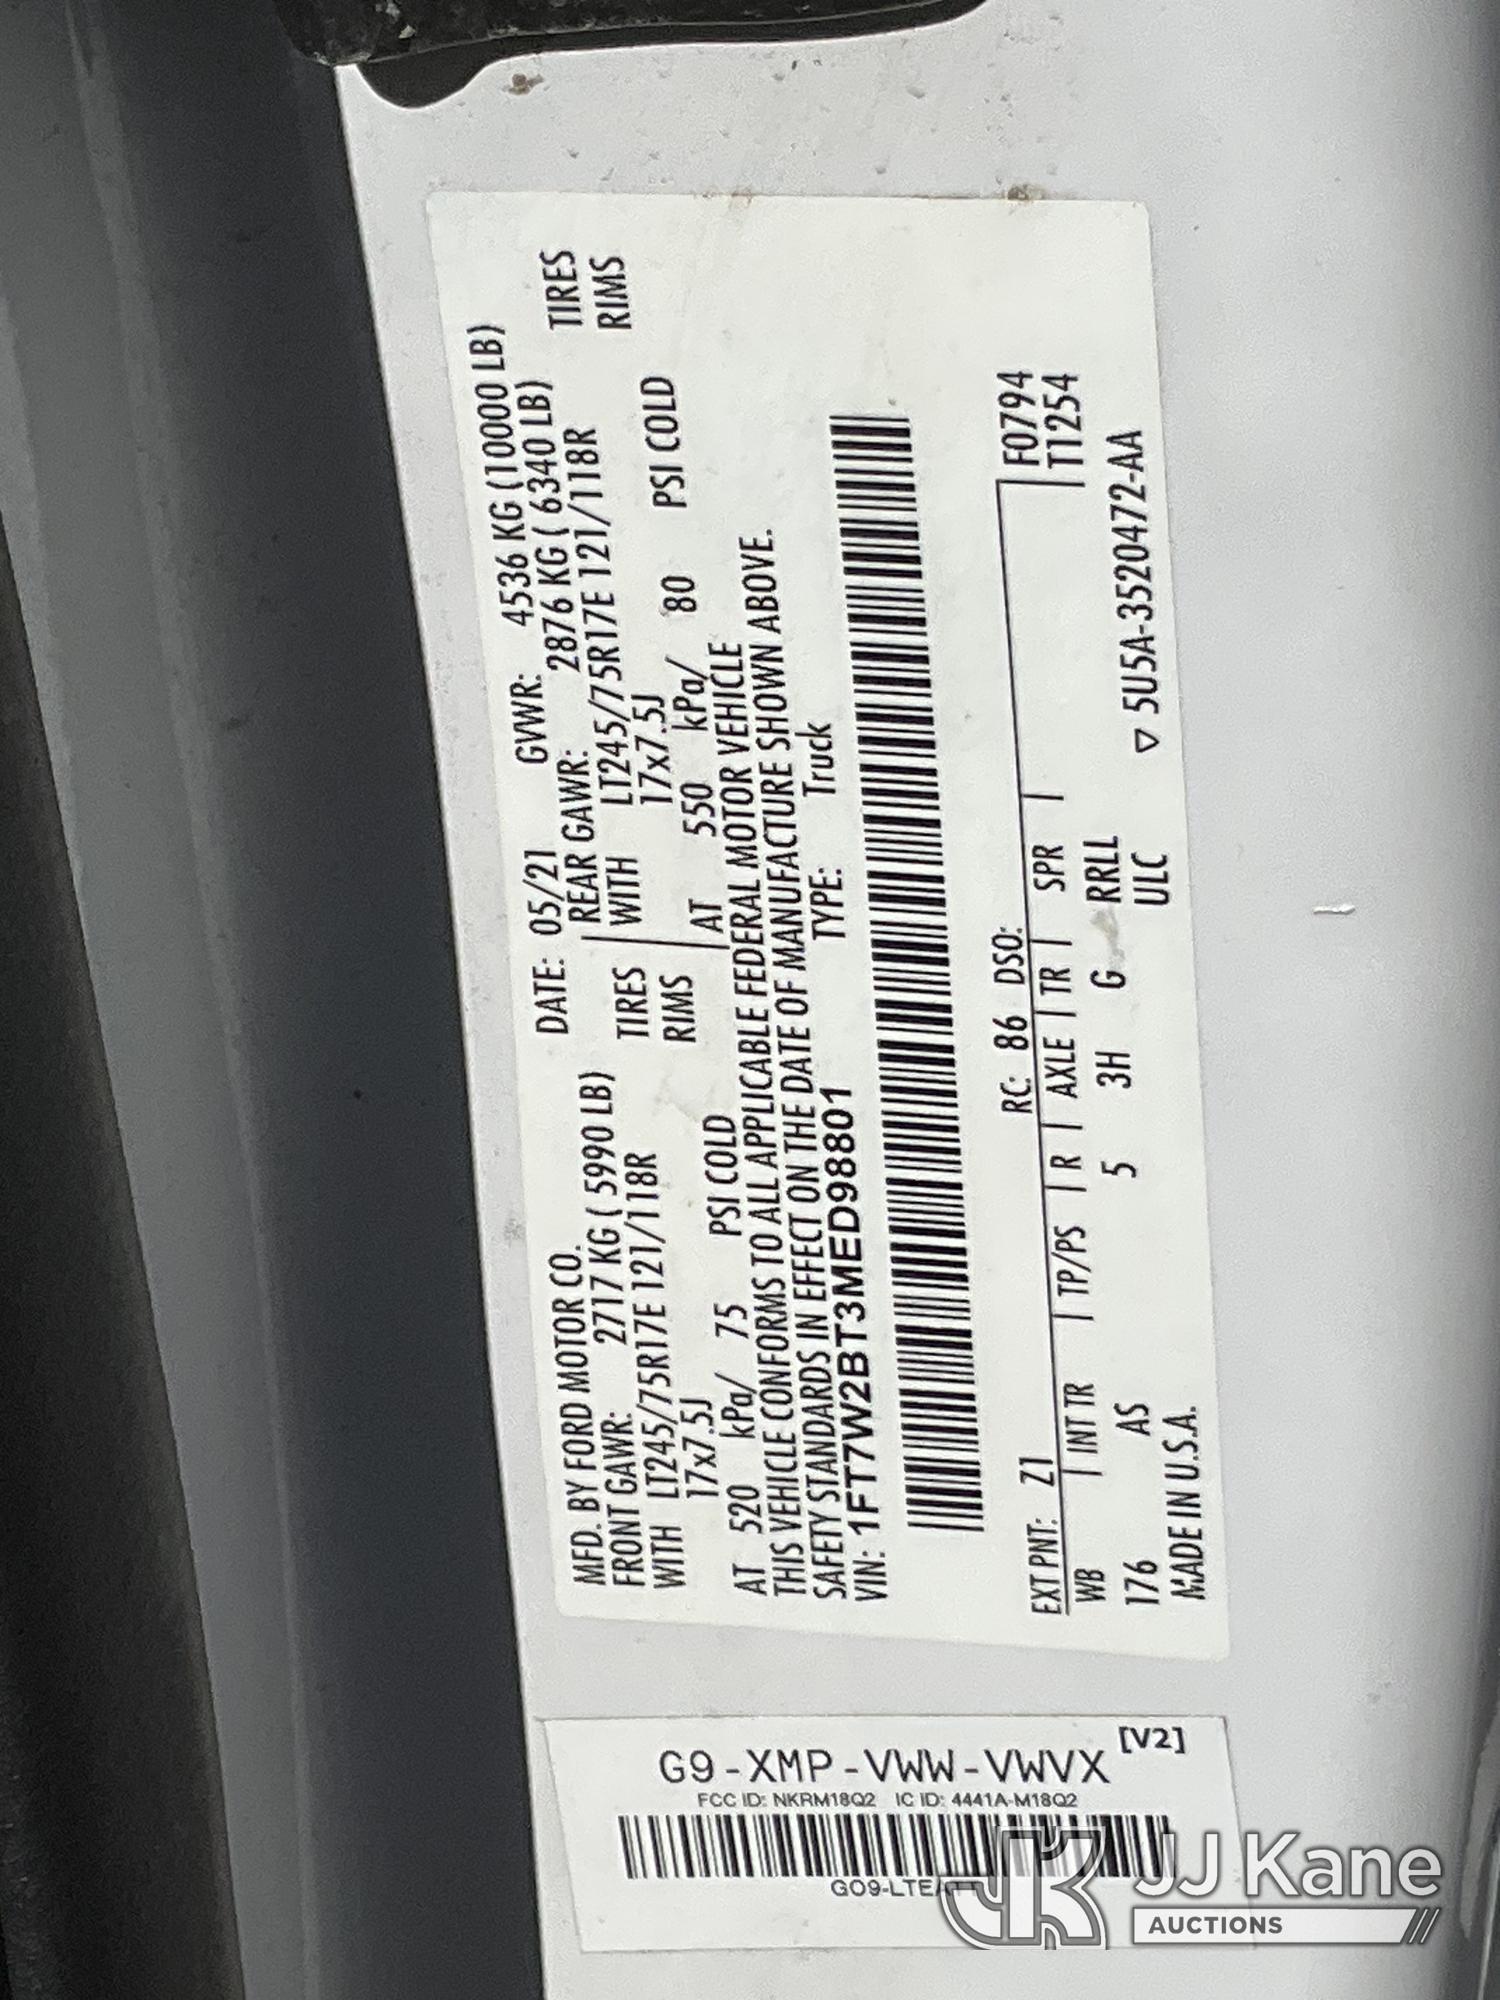 MFD. BY FORD MOTOR CO. DATE: 05/21 GVWR: 4536 KG (10000 LB)
FRONT GAWR: 2717 KG ( 5990 LB) REAR GAWR: 2876 KG ( 6340 LB)
WITH LT245/75R17E 121/118R TIRES WITH LT245/75R17E 121/118R TIRES
17x7.5J RIMS 17x7.5J RIMS
AT 520 kPa/ 75 PSI COLD AT 550 kPa/ 80 PSI COLD
THIS VEHICLE CONFORMS TO ALL APPLICABLE FEDERAL MOTOR VEHICLE
SAFETY STANDARDS IN EFFECT ON THE DATE OF MANUFACTURE SHOWN ABOVE.
VIN: 1FT7W2BT3MED98801 TYPE: Truck
EXT PNT: Z1 RC: 86 DSO: F0794
WB | INT TR | TP/PS | R | AXLE | TR | SPR | T1254
176 AS 5 3H G RRLL
MADE IN U.S.A. ULC ▽ 5U5A-3520472-AA
G9-XMP-VWW-VWVX [V2]
FCC ID: NKRM18Q2 IC ID: 4441A-M18Q2
JJ Kane
AUCTIONS